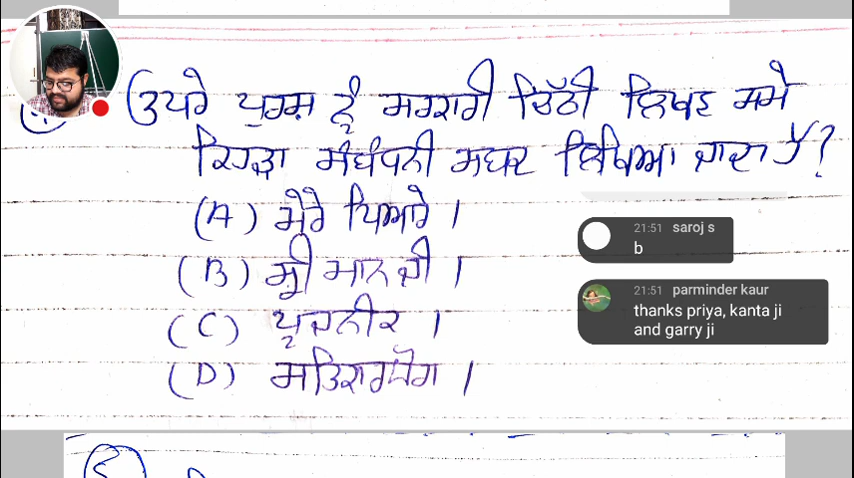 ਓਪਰੇ ਪੁਰਸ਼ ਨੂੰ ਸਰਕਾਰੀ ਚਿੱਠੀ ਲਿਖਣ ਸਮੇਂ
ਕਿਹੜਾ ਸੰਬੰਧਨੀ ਸ਼ਬਦ ਲਿਖਿਆ ਜਾਂਦਾ ਹੈ?
(A) ਮੇਰੇ ਪਿਆਰੇ ।
(B) ਸ੍ਰੀ ਮਾਨ ਜੀ ।
(C) ਪੂਜਨੀਕ ।
(D) ਸਤਿਕਾਰਯੋਗ ।
21:51 saroj s
b
21:51 parminder kaur
thanks priya, kanta ji
and garry ji